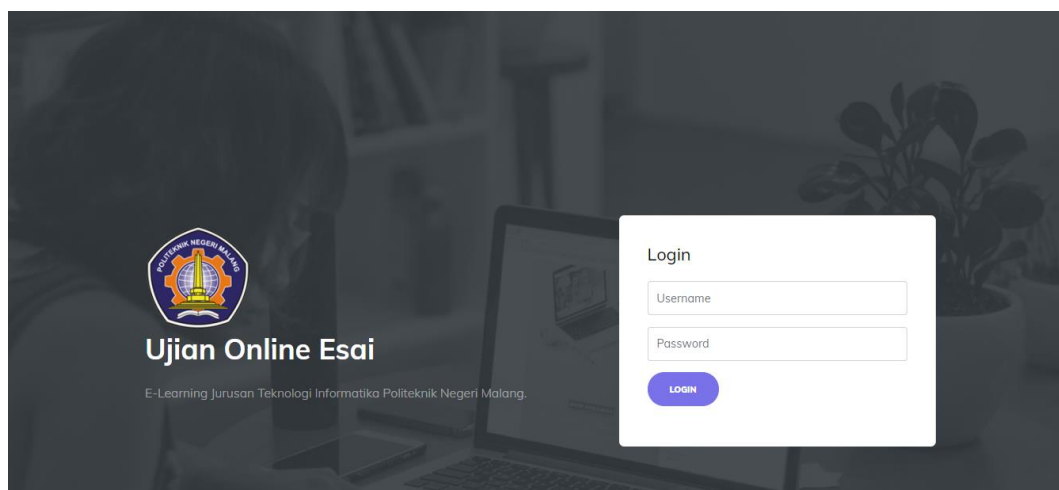 POLITEKNIK NEGERI MALANG
Ujian Online Esai
E-Learning Jurusan Teknologi Informatika Politeknik Negeri Malang.
Login
Username
Password
LOGIN